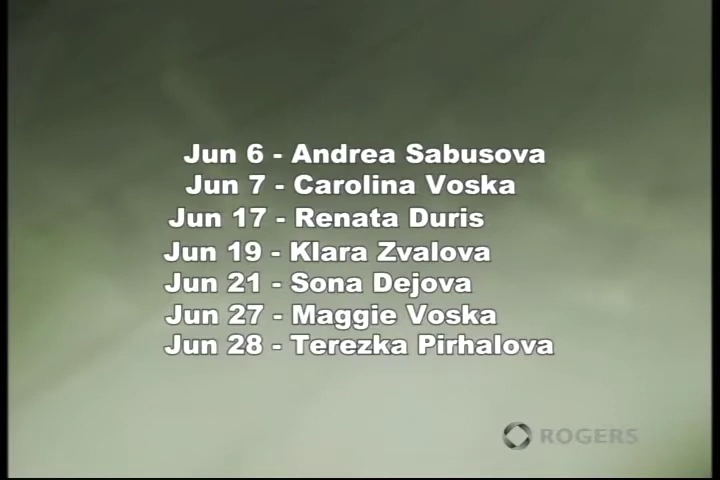 Jun 6 - Andrea Sabusova
Jun 7 - Carolina Voska
Jun 17 - Renata Duris
Jun 19 - Klara Zvalova
Jun 21 - Sona Dejova
Jun 27 - Maggie Voska
Jun 28 - Terezka Pirhalova
ROGERS